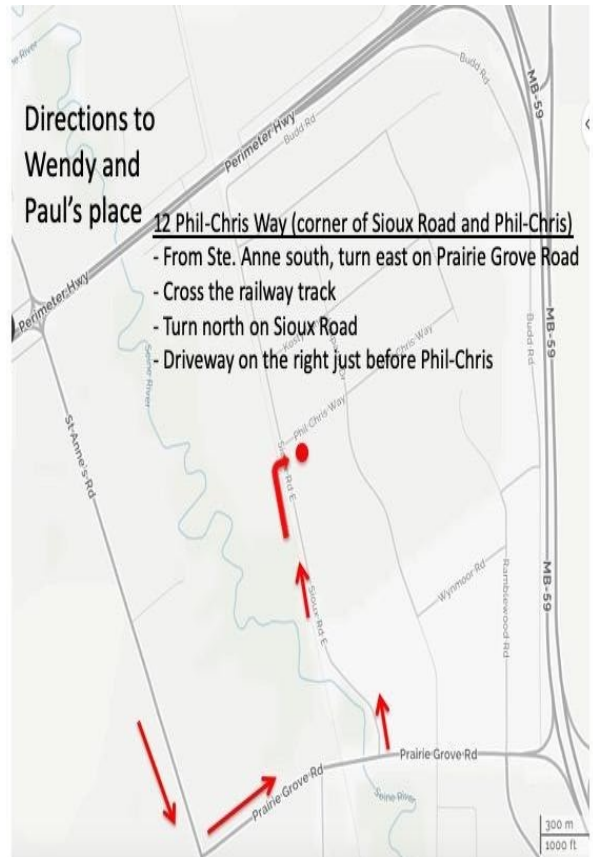 ne River
Budd Rd
MB-59
Directions to
Wendy and
Paul's place
Perimeter Hwy
Budd Rd
12 Phil-Chris Way (corner of Sioux Road and Phil-Chris)
- From Ste. Anne south, turn east on Prairie Grove Road
- Cross the railway track
- Turn north on Sioux Road
- Driveway on the right just before Phil-Chris
Perimeter Hwy
Seine River
Chris Way
Budd Rd
MB-59
Phil-Chris Way
St Anne's Rd
Rd E
Sioux Rd E
Wynmoor Rd
Ramblewood Rd
MB-59
Prairie Grove Rd
Prairie Grove Rd
Seine River
300 m
1000 ft